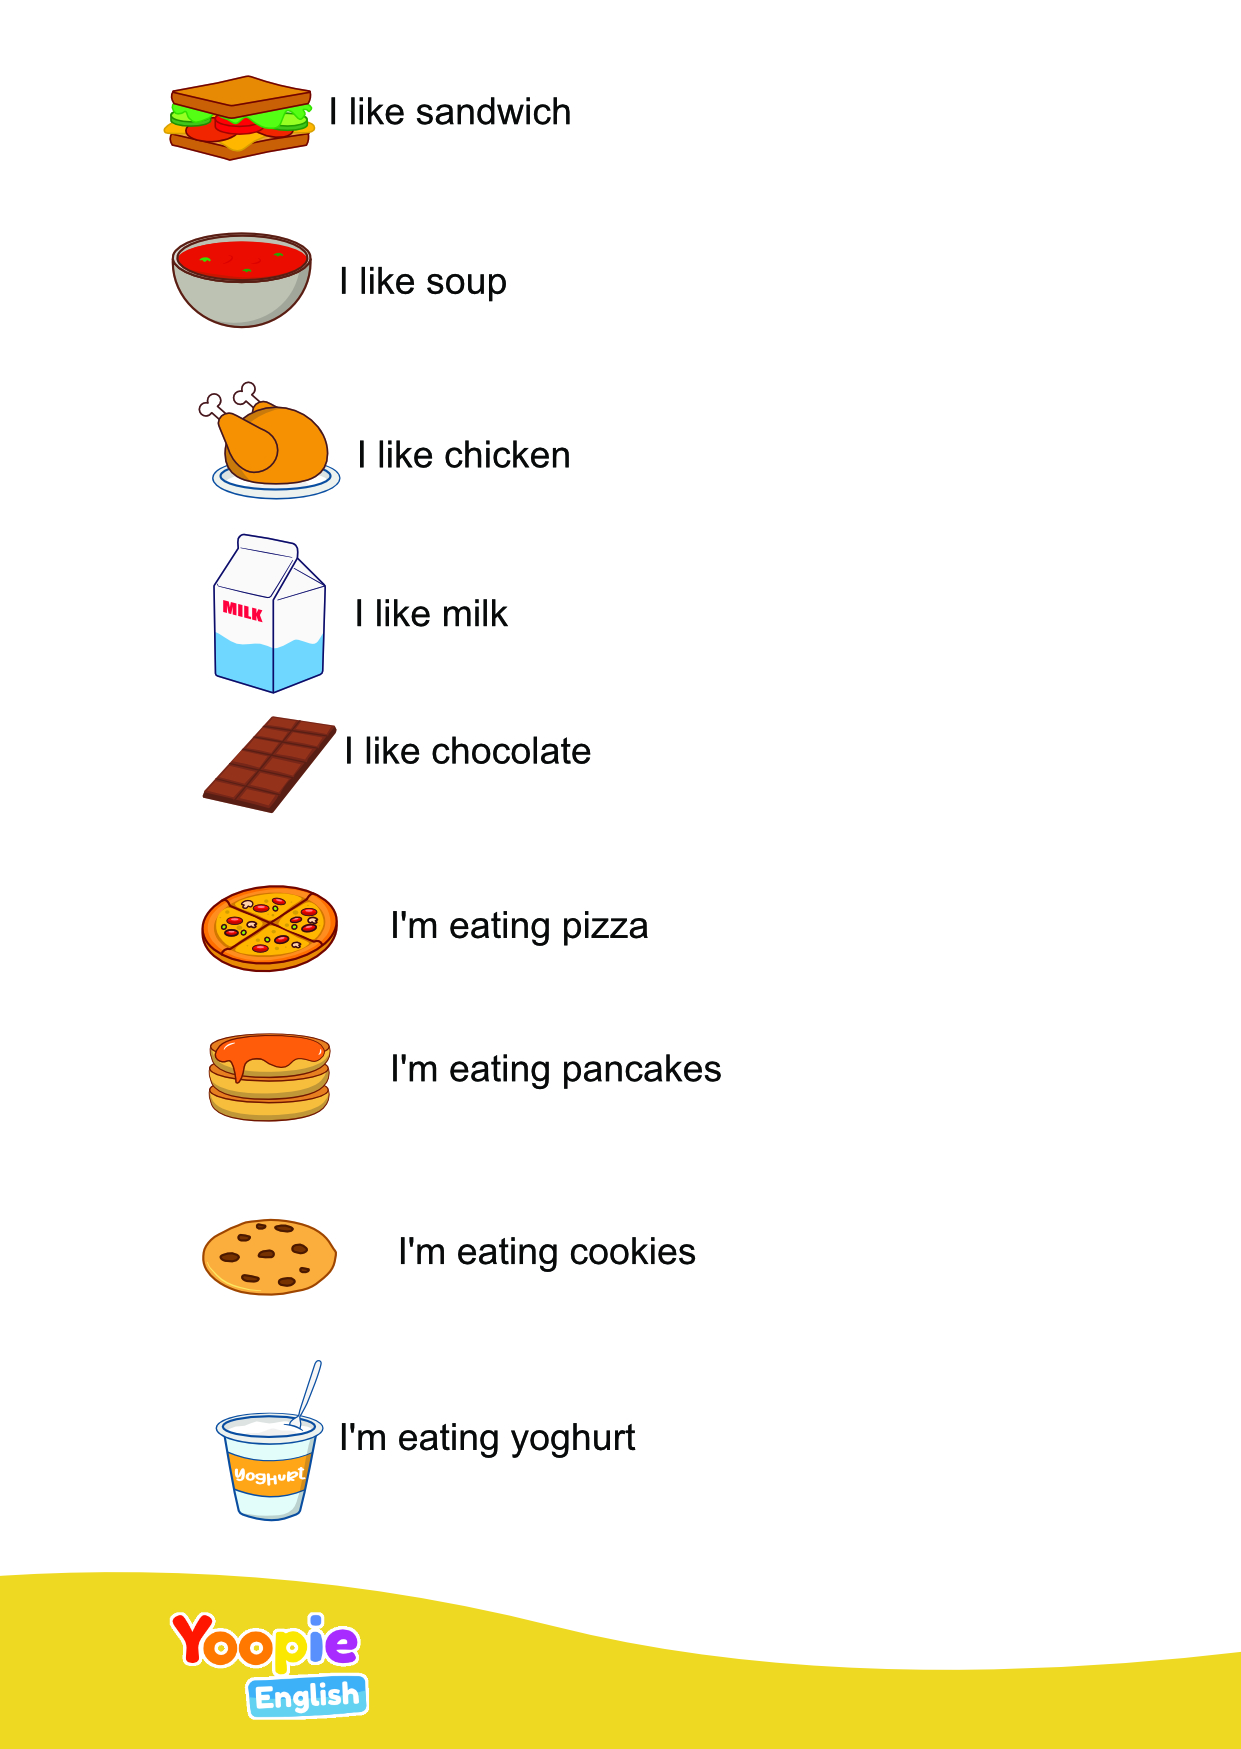 I like sandwich
I like soup
I like chicken
MILK
I like milk
I like chocolate
I'm eating pizza
I'm eating pancakes
I'm eating cookies
I'm eating yoghurt
yogHuRt
Yoopie
English